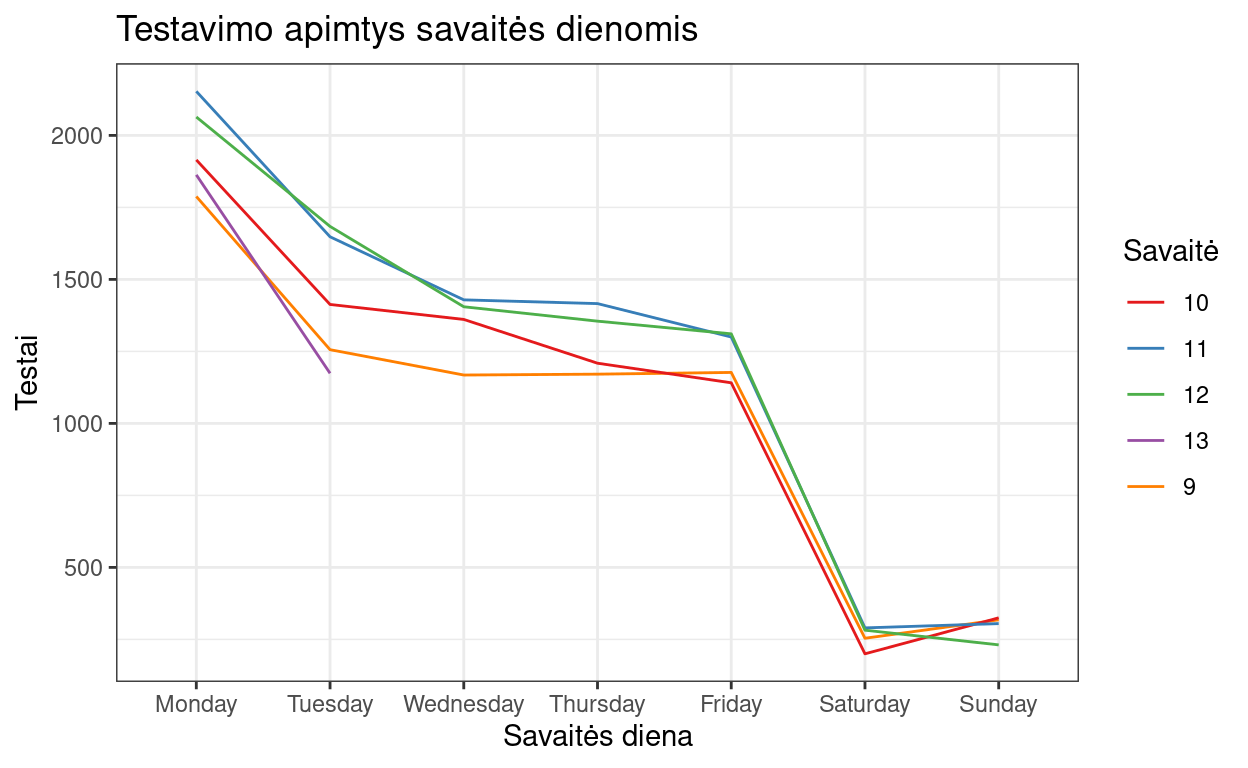 Testavimo apimtys savaitės dienomis
Testai
2000
1500
1000
500
Monday Tuesday Wednesday Thursday Friday Saturday Sunday
Savaitės diena
Savaitė
10
11
12
13
9